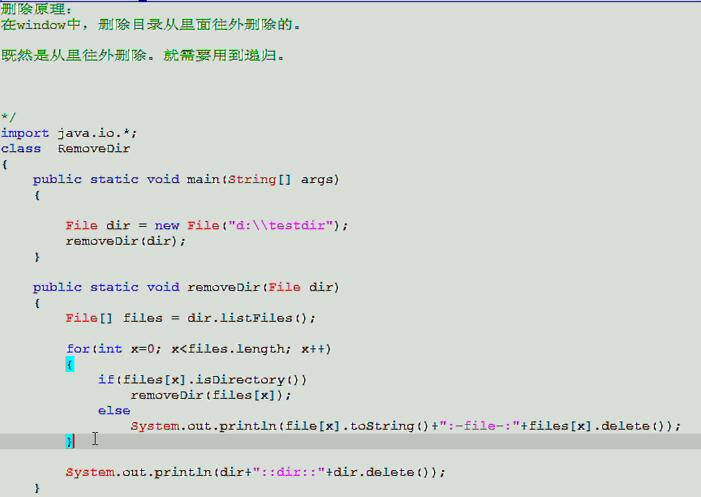 删除原理：
在window中，删除目录从里面往外删除的。
既然是从里往外删除。就需要用到递归。
*/
import java.io.*;
class  RemoveDir
{
    public static void main(String[] args)
    {
        File dir = new File("d:\\testdir");
        removeDir(dir);
    }
    public static void removeDir(File dir)
    {
        File[] files = dir.listFiles();
        for(int x=0; x<files.length; x++)
        {
            if(files[x].isDirectory())
                removeDir(files[x]);
            else
                System.out.println(file[x].toString()+":-file-:"+files[x].delete());
        }
        System.out.println(dir+"::dir::"+dir.delete());
    }